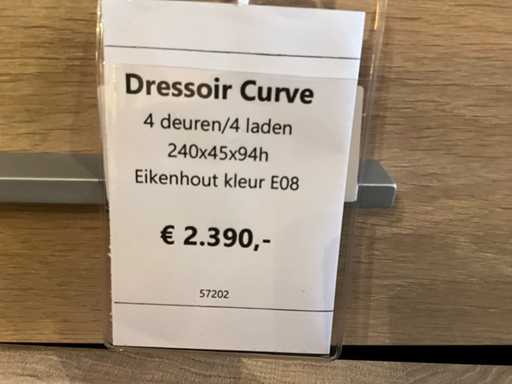 Dressoir Curve
4 deuren/4 laden
240x45x94h
Eikenhout kleur E08
€ 2.390,-
57202